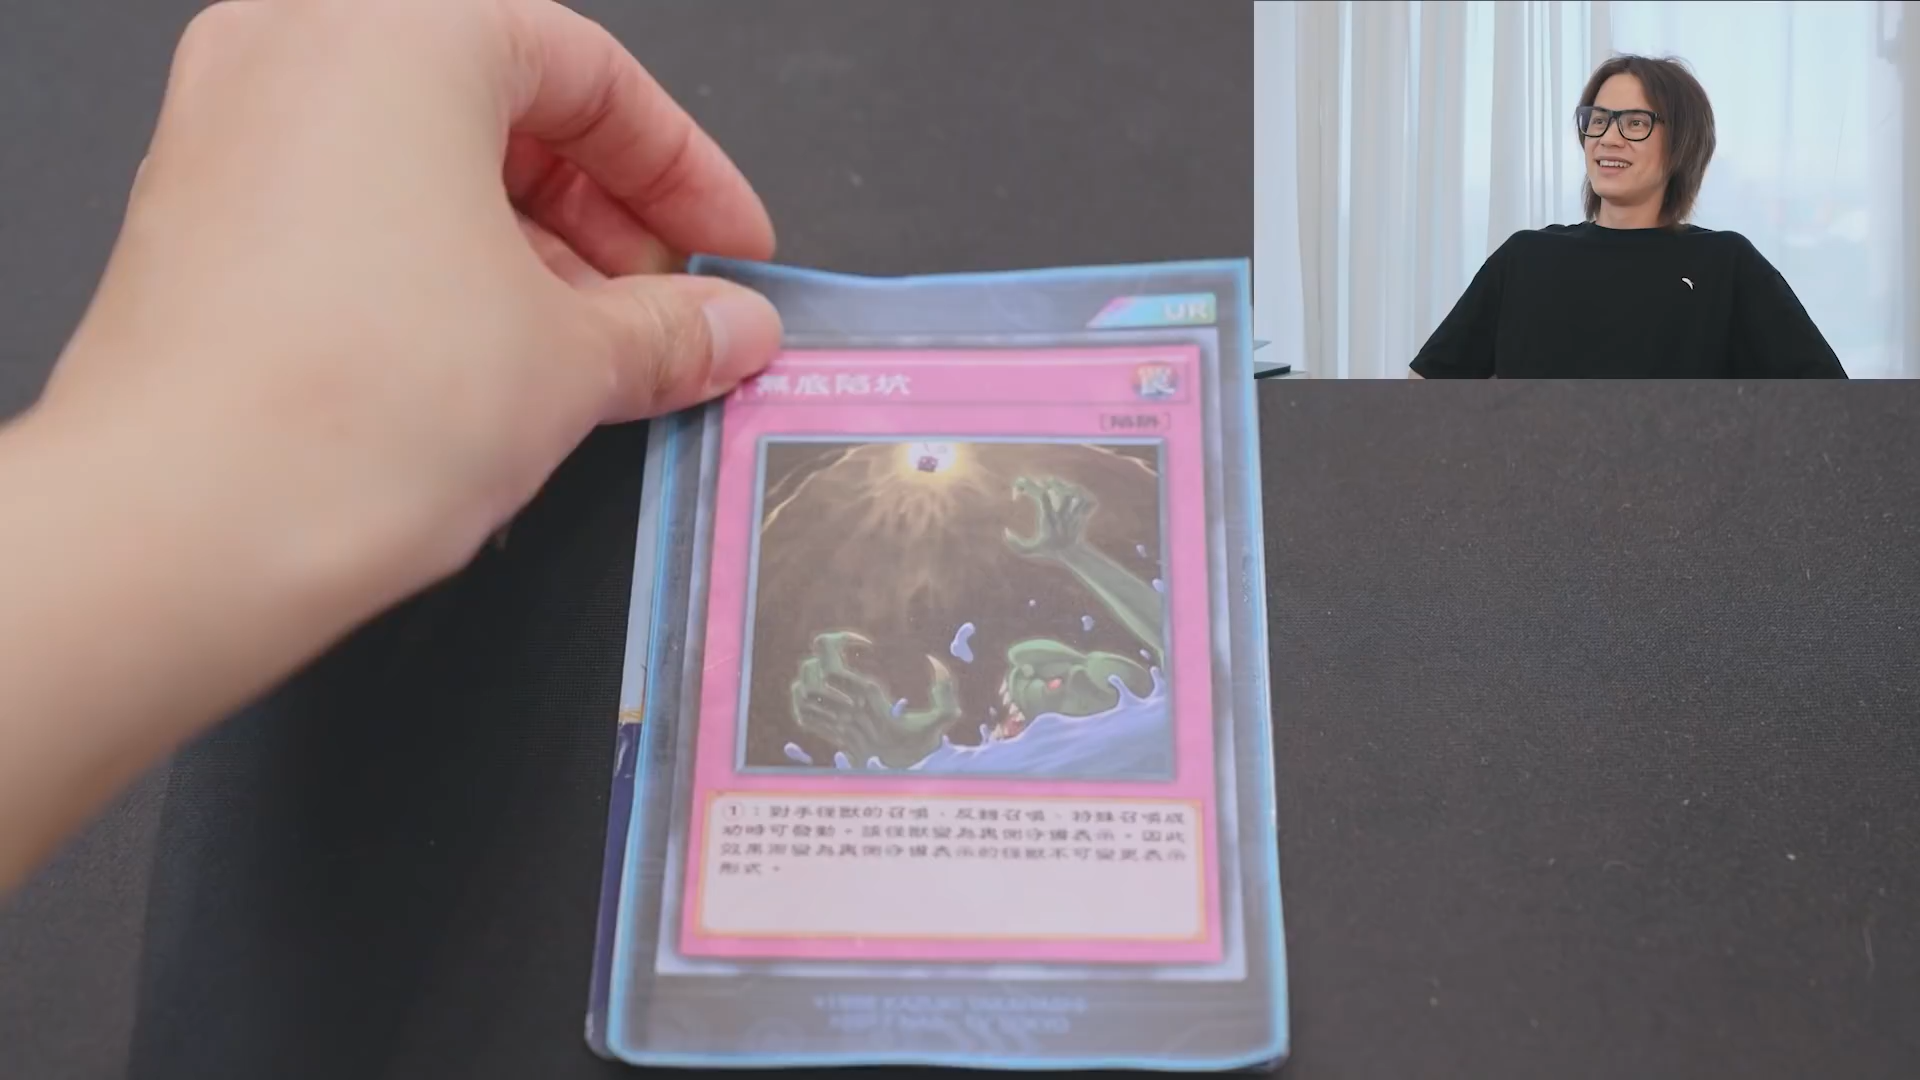 UR
無底陷坑
[陷阱]
①：對手怪獸的召喚、反轉召喚、特殊召喚成
功時可發動。該怪獸變為裏側守備表示。因此
效果而變為裏側守備表示的怪獸不可變更表示
形式。